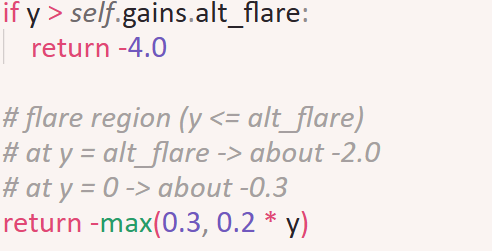 if y > self.gains.alt_flare:
    return -4.0

# flare region (y <= alt_flare)
# at y = alt_flare -> about -2.0
# at y = 0 -> about -0.3
return -max(0.3, 0.2 * y)